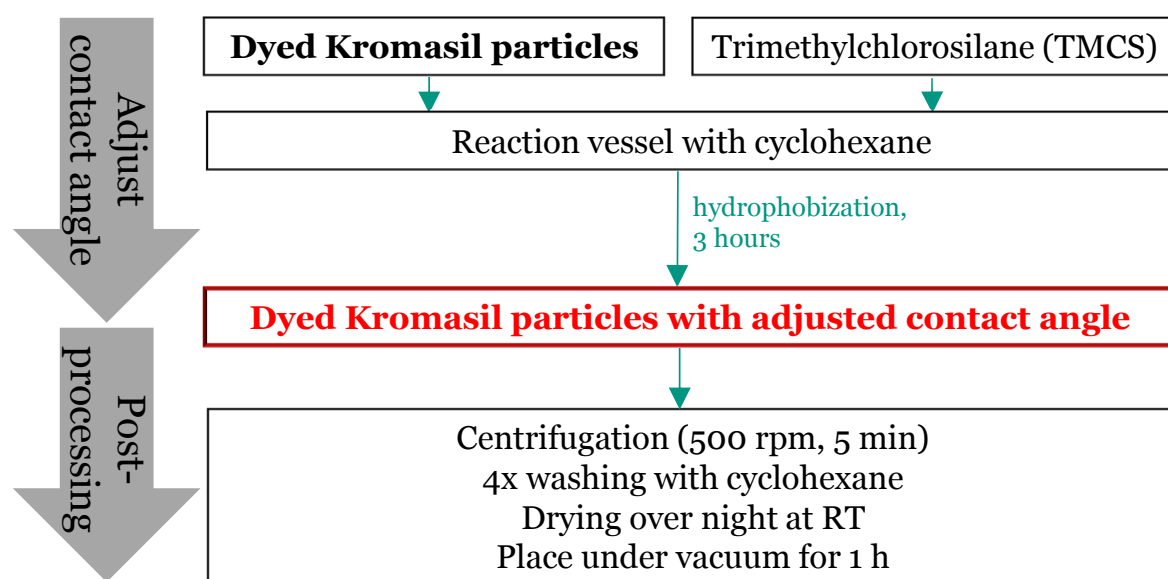 Adjust
contact angle
Dyed Kromasil particles
Trimethylchlorosilane (TMCS)
Reaction vessel with cyclohexane
hydrophobization,
3 hours
Dyed Kromasil particles with adjusted contact angle
Post-
processing
Centrifugation (500 rpm, 5 min)
4x washing with cyclohexane
Drying over night at RT
Place under vacuum for 1 h